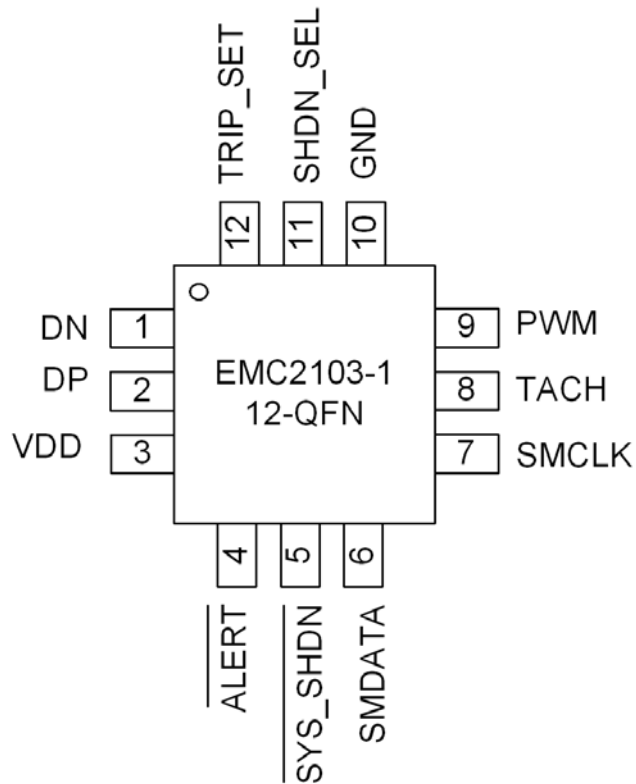 TRIP_SET
SHDN_SEL
GND
12
11
10
DN
1
DP
2
VDD
3
EMC2103-1
12-QFN
9
PWM
8
TACH
7
SMCLK
4
5
6
ALERT
SYS_SHDN
SMDATA